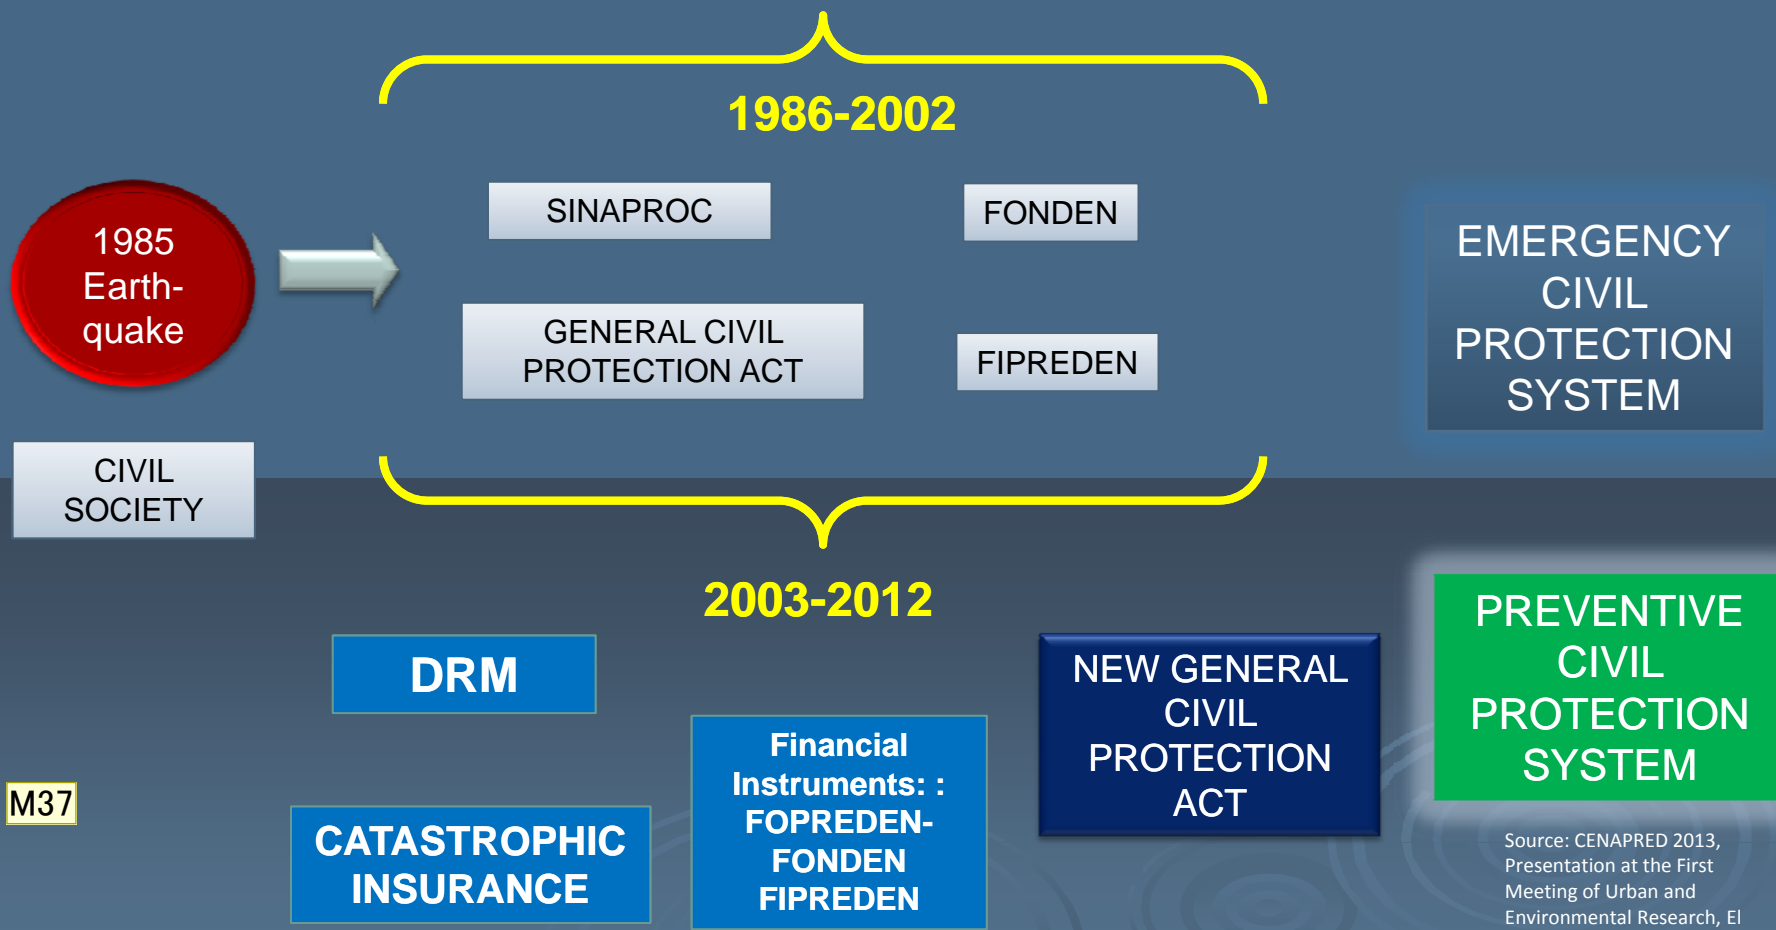 1986-2002
1985
Earth-
quake
SINAPROC
FONDEN
GENERAL CIVIL
PROTECTION ACT
FIPREDEN
EMERGENCY
CIVIL
PROTECTION
SYSTEM
CIVIL
SOCIETY
2003-2012
DRM
CATASTROPHIC
INSURANCE
Financial
Instruments: :
FOPREDEN-
FONDEN
FIPREDEN
NEW GENERAL
CIVIL
PROTECTION
ACT
PREVENTIVE
CIVIL
PROTECTION
SYSTEM
M37
Source: CENAPRED 2013,
Presentation at the First
Meeting of Urban and
Environmental Research, El